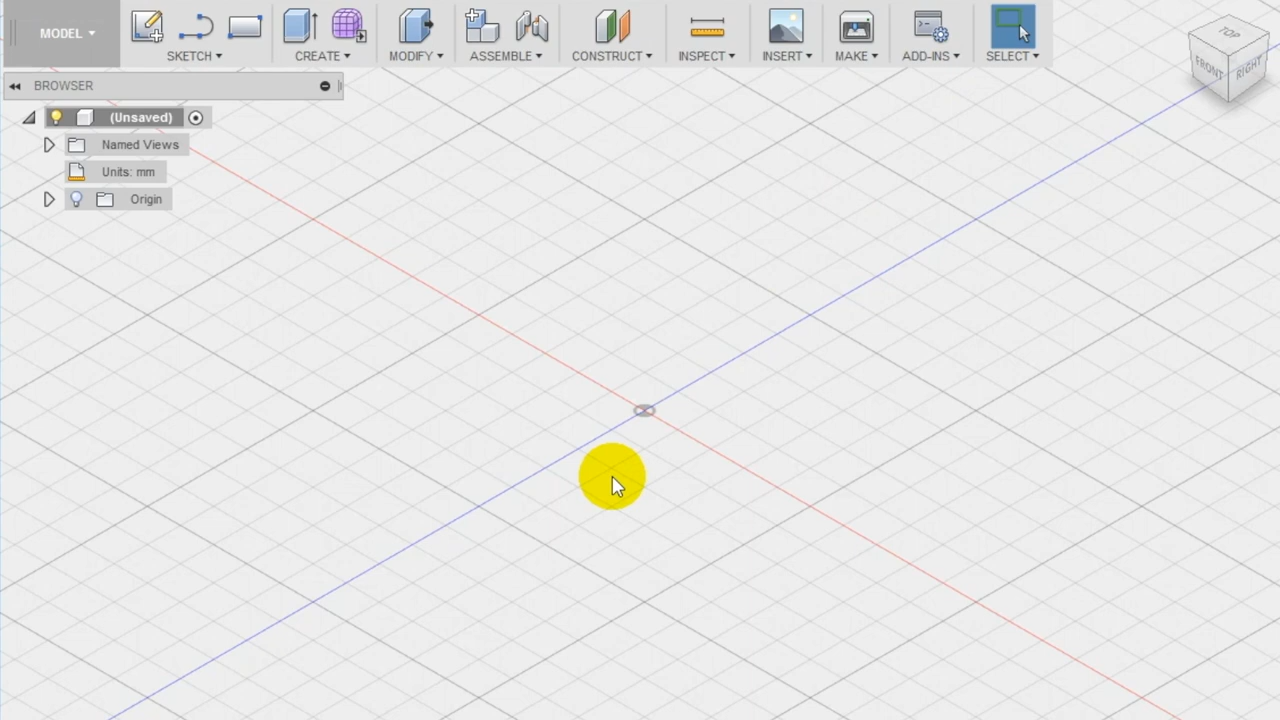 MODEL
SKETCH
CREATE
MODIFY
ASSEMBLE
CONSTRUCT
INSPECT
INSERT
MAKE
ADD-INS
SELECT
TOP
FRONT
RIGHT
BROWSER
(Unsaved)
Named Views
Units: mm
Origin